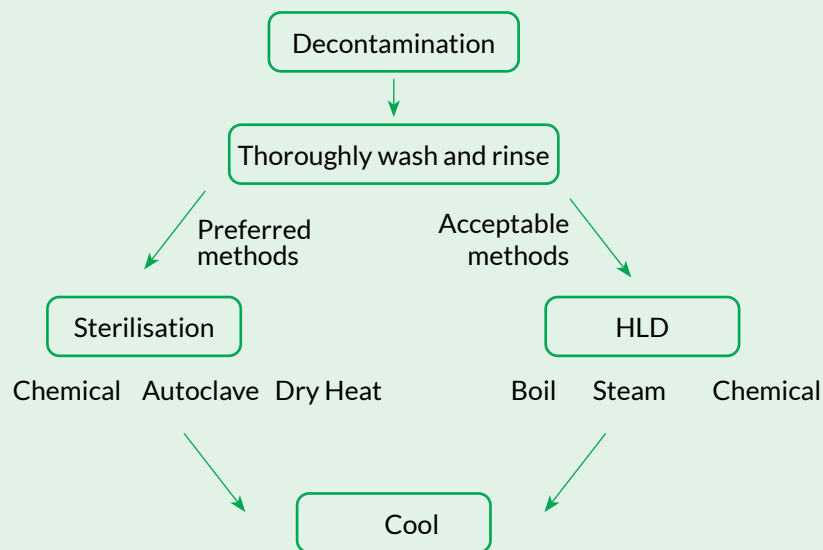 Decontamination
Thoroughly wash and rinse
Preferred
methods
Acceptable
methods
Sterilisation
HLD
Chemical Autoclave Dry Heat
Boil Steam Chemical
Cool